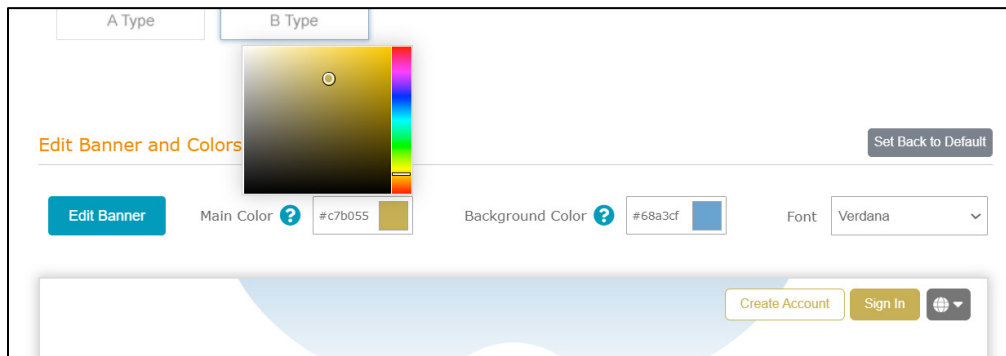 A Type
B Type
Edit Banner and Colors
Set Back to Default
Edit Banner
Main Color ?
#c7b055
Background Color ?
#68a3cf
Font
Verdana
Create Account
Sign In